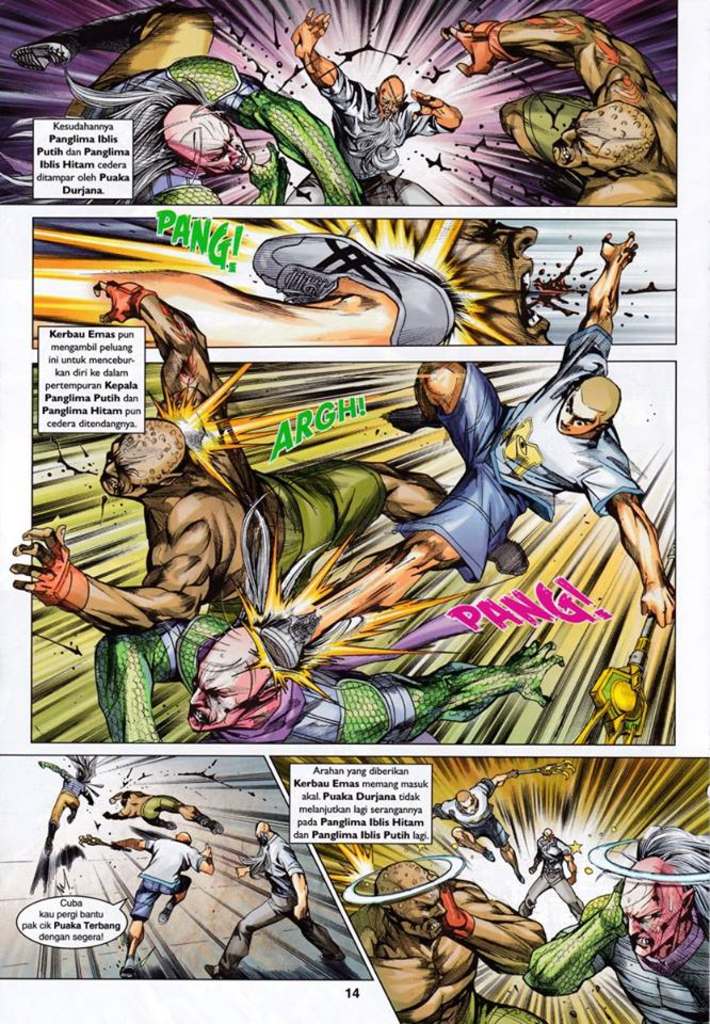 Kesudahannya
Panglima Iblis
Putih dan Panglima
Iblis Hitam cedera
ditampar oleh Puaka
Durjana.
PANG!
Kerbau Emas pun
mengambil peluang
ini untuk mencebur-
kan diri ke dalam
pertempuran Kepala
Panglima Putih dan
Panglima Hitam pun
cedera ditendangnya.
ARGH!
PANG!
Arahan yang diberikan
Kerbau Emas memang masuk
akal. Puaka Durjana tidak
melanjutkan lagi serangannya
pada Panglima Iblis Hitam
dan Panglima Iblis Putih lagi.
Cuba
kau pergi bantu
pak cik Puaka Terbang
dengan segera!
14